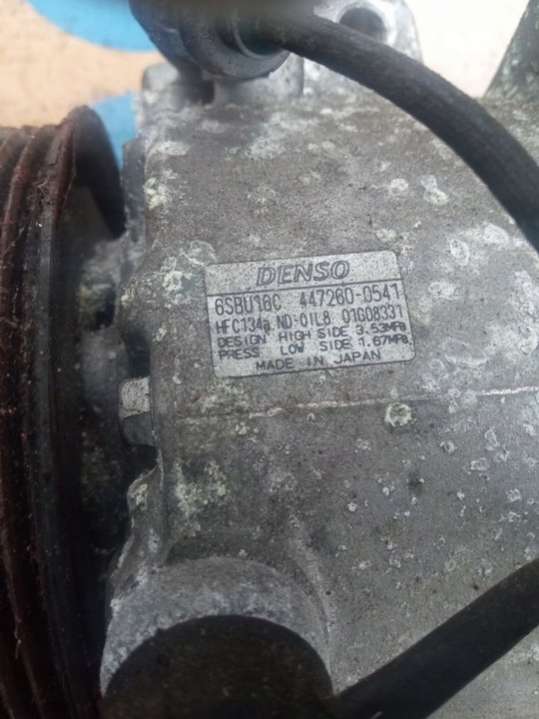 DENSO
6SBU16C 447260-0541
HFC134a ND-OIL8 01G08331
DESIGN HIGH SIDE 3.53MPa
PRESS. LOW SIDE 1.67MPa
MADE IN JAPAN